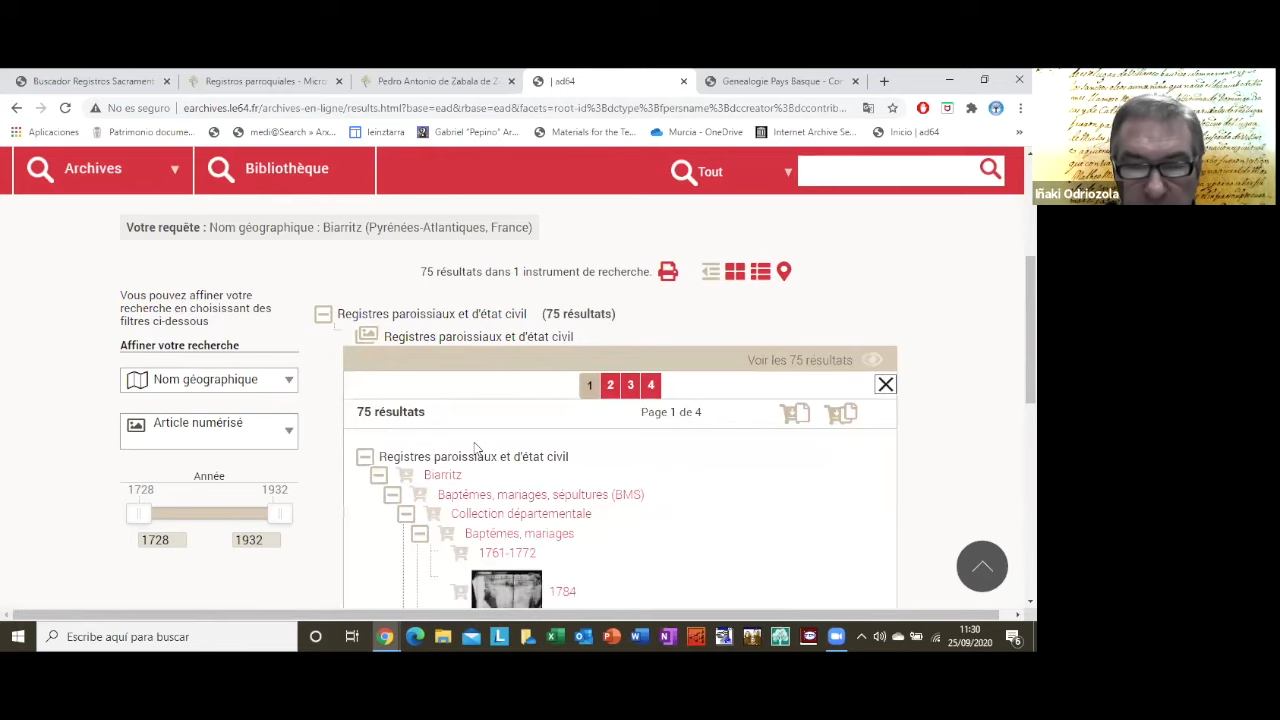 Buscador Registros Sacrament
Registros parroquiales - Micro
Pedro Antonio de Zabala de Z
| ad64
Genealogie Pays Basque - Cor
No es seguro
earchives.le64.fr/archives-en-ligne/results.html?base=eac&urlbase=ead&facet=root-id%3Bdctype%3Bfpersname%3Bdccreator%3Bdccontrib...
Aplicaciones
Patrimonio docume...
medi@Search » Arx...
leinztarra
Gabriel "Pepino" Ar...
Materials for the Te...
Murcia - OneDrive
Internet Archive Se...
Inicio | ad64
»
Archives
Bibliothèque
Tout
Votre requête : Nom géographique : Biarritz (Pyrénées-Atlantiques, France)
75 résultats dans 1 instrument de recherche.
Vous pouvez affiner votre
recherche en choisissant des
filtres ci-dessous
Affiner votre recherche
Nom géographique
Article numérisé
Année
1728 1932
1728 1932
Registres paroissiaux et d'état civil (75 résultats)
Registres paroissiaux et d'état civil
Voir les 75 résultats
1 2 3 4
75 résultats
Page 1 de 4
Registres paroissiaux et d'état civil
Biarritz
Baptêmes, mariages, sépultures (BMS)
Collection départementale
Baptêmes, mariages
1761-1772
1784
Iñaki Odriozola
Escribe aquí para buscar
11:30
25/09/2020
6